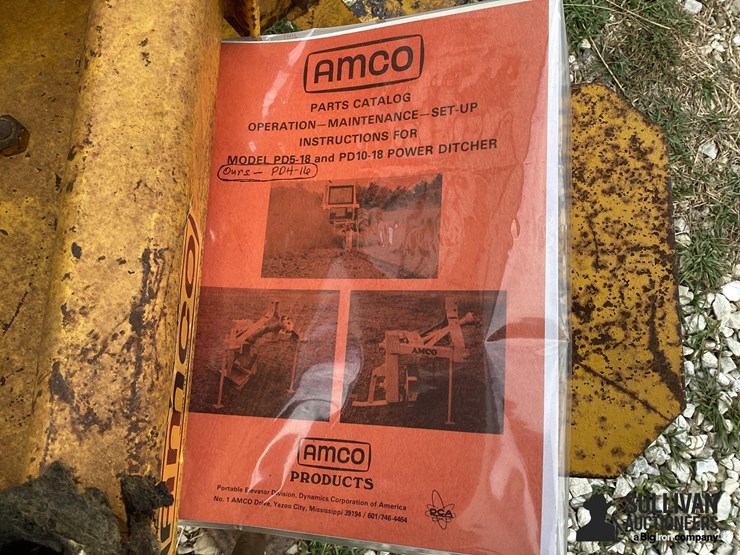 AMCO
PARTS CATALOG
OPERATION—MAINTENANCE—SET-UP
INSTRUCTIONS FOR
MODEL PD5-18 and PD10-18 POWER DITCHER
Ours — PD4-16
AMCO
AMCO
AMCO
PRODUCTS
Portable Elevator Division, Dynamics Corporation of America
No. 1 AMCO Drive, Yazoo City, Mississippi 39194 / 601/746-4464
DCA
SULLIVAN
AUCTIONEERS
a BigIron company